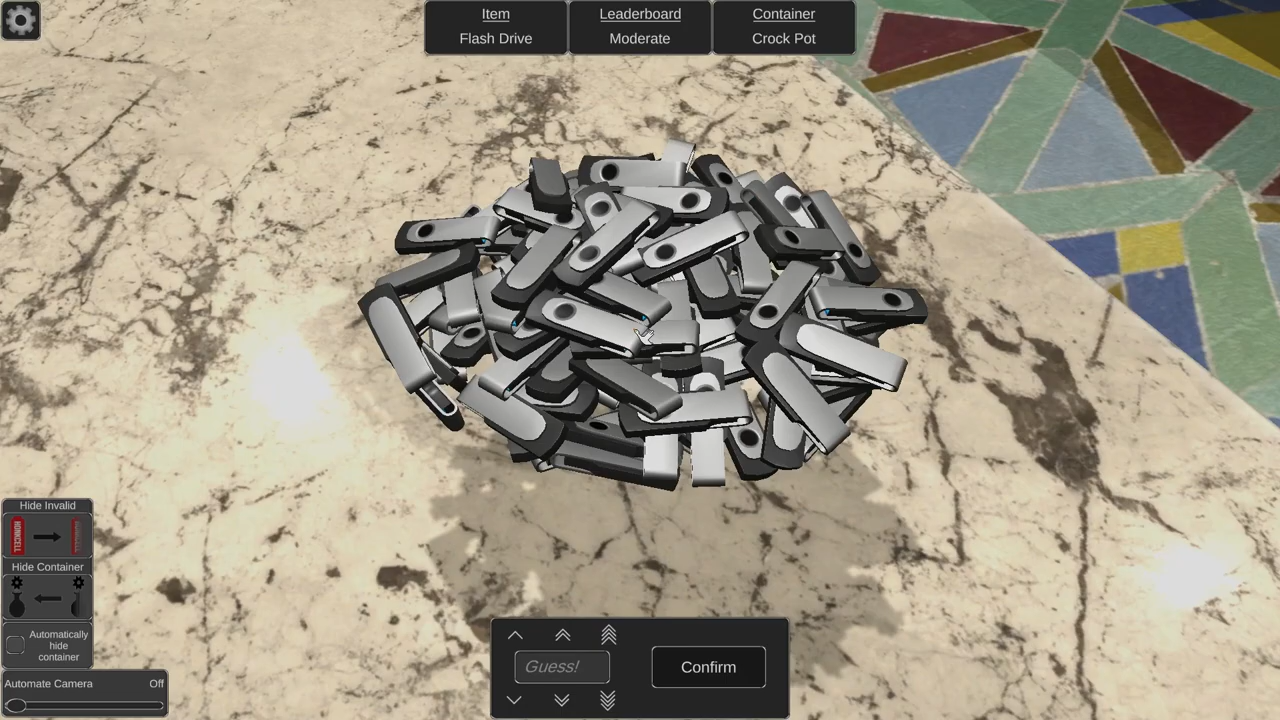 Item
Flash Drive
Leaderboard
Moderate
Container
Crock Pot
Hide Invalid
Hide Container
Automatically
hide
container
Automate Camera
Off
Guess!
Confirm